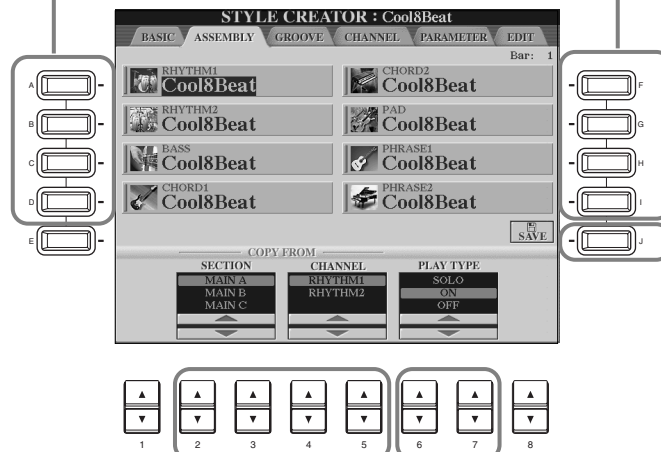 STYLE CREATOR : Cool8Beat
BASIC ASSEMBLY GROOVE CHANNEL PARAMETER EDIT
Bar: 1
RHYTHM1
Cool8Beat
CHORD2
Cool8Beat
RHYTHM2
Cool8Beat
PAD
Cool8Beat
BASS
Cool8Beat
PHRASE1
Cool8Beat
CHORD1
Cool8Beat
PHRASE2
Cool8Beat
A
B
C
D
E
F
G
H
I
J
SAVE
COPY FROM
SECTION CHANNEL PLAY TYPE
MAIN A RHYTHM1 SOLO
MAIN B RHYTHM2 ON
MAIN C OFF
1 2 3 4 5 6 7 8